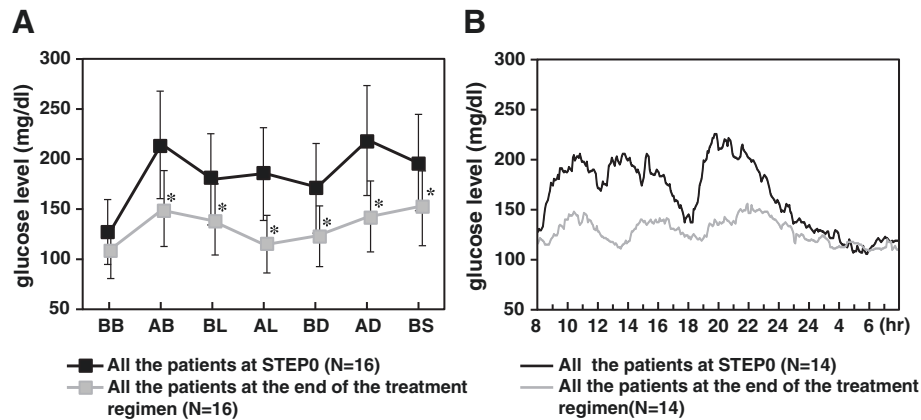 A
B
glucose level (mg/dl)
300
250
200
150
100
50
* * * * * *
BB AB BL AL BD AD BS
All the patients at STEP0 (N=16)
All the patients at the end of the treatment
regimen (N=16)
glucose level (mg/dl)
300
250
200
150
100
50
8 10 12 14 16 18 20 22 24 4 6 (hr)
All the patients at STEP0 (N=14)
All the patients at the end of the treatment
regimen(N=14)